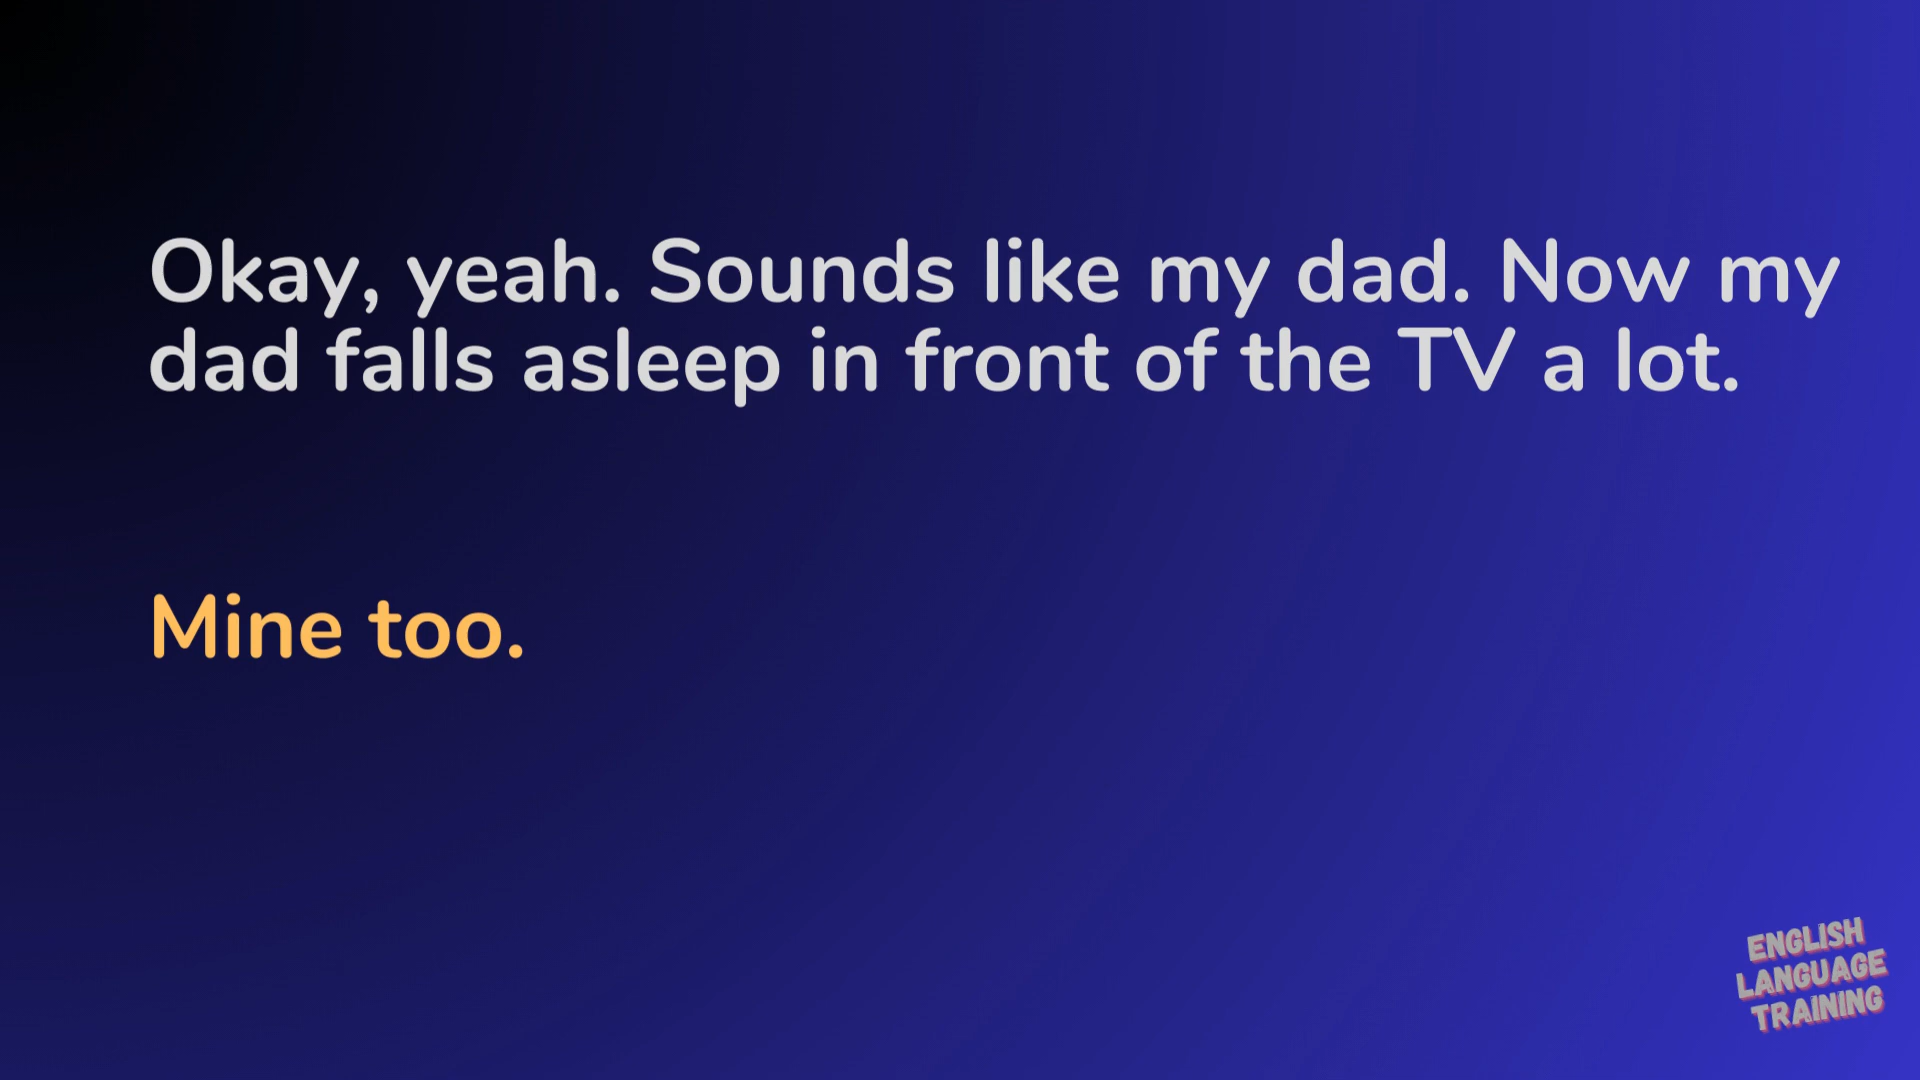 Okay, yeah. Sounds like my dad. Now my
dad falls asleep in front of the TV a lot.
Mine too.
ENGLISH
LANGUAGE
TRAINING